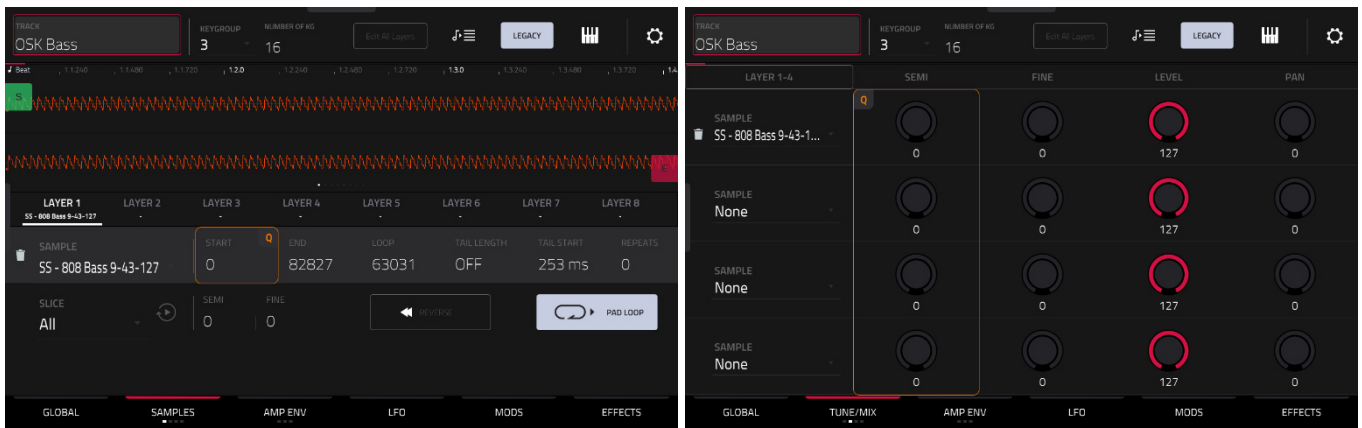 TRACK
OSK Bass
KEYGROUP
3
NUMBER OF KG
16
Edit All Layers
LEGACY
Beat , 1.1.240 , 1.1.480 , 1.1.720 , 1.2.0 , 1.2.240 , 1.2.480 , 1.2.720 , 1.3.0 , 1.3.240 , 1.3.480 , 1.3.720 , 1.4
S
E
LAYER 1 LAYER 2 LAYER 3 LAYER 4 LAYER 5 LAYER 6 LAYER 7 LAYER 8
SS - 808 Bass 9-43-127 - - - - - - -
SAMPLE START Q END LOOP TAIL LENGTH TAIL START REPEATS
SS - 808 Bass 9-43-127 0 82827 63031 OFF 253 ms 0
SLICE SEMI FINE
All 0 0
REVERSE
PAD LOOP
GLOBAL SAMPLES AMP ENV LFO MODS EFFECTS
TRACK
OSK Bass
KEYGROUP
3
NUMBER OF KG
16
Edit All Layers
LEGACY
LAYER 1-4 SEMI FINE LEVEL PAN
Q
SAMPLE
SS - 808 Bass 9-43-1...
0 0 127 0
SAMPLE
None
0 0 127 0
SAMPLE
None
0 0 127 0
SAMPLE
None
0 0 127 0
GLOBAL TUNE/MIX AMP ENV LFO MODS EFFECTS